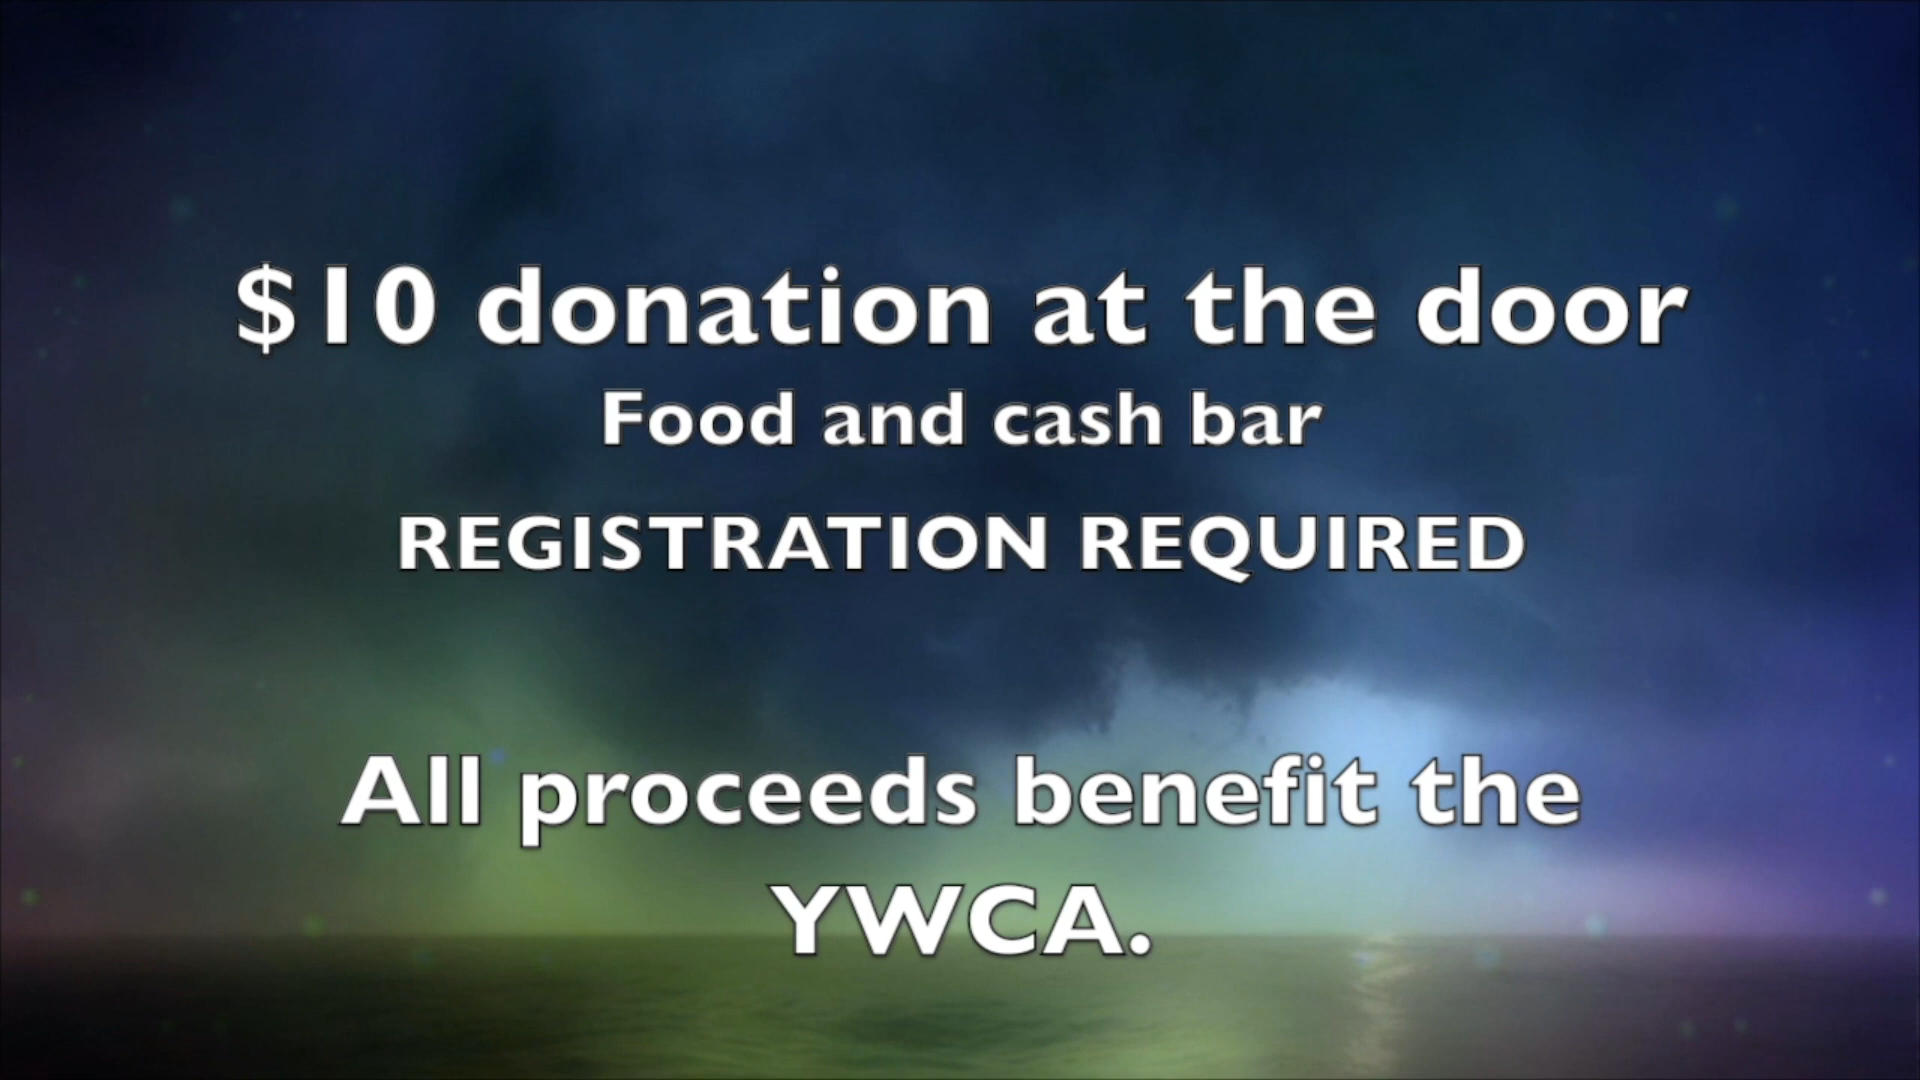 $10 donation at the door
Food and cash bar
REGISTRATION REQUIRED
All proceeds benefit the
YWCA.